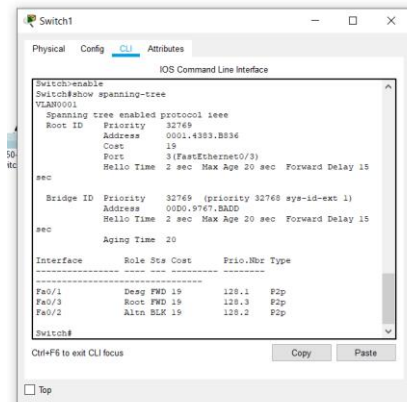 Switch1
Physical Config CLI Attributes
IOS Command Line Interface
Switch>enable
Switch#show spanning-tree
VLAN0001
Spanning tree enabled protocol ieee
Root ID Priority 32769
Address 0001.4383.B836
Cost 19
Port 3(FastEthernet0/3)
Hello Time 2 sec Max Age 20 sec Forward Delay 15
sec
Bridge ID Priority 32769 (priority 32768 sys-id-ext 1)
Address 00D0.9767.BADD
Hello Time 2 sec Max Age 20 sec Forward Delay 15
sec
Aging Time 20
Interface Role Sts Cost Prio.Nbr Type
---------------- ---- --- --------- --------
--------------------------------
Fa0/1 Desg FWD 19 128.1 P2p
Fa0/3 Root FWD 19 128.3 P2p
Fa0/2 Altn BLK 19 128.2 P2p
Switch#
Ctrl+F6 to exit CLI focus
Copy Paste
Top